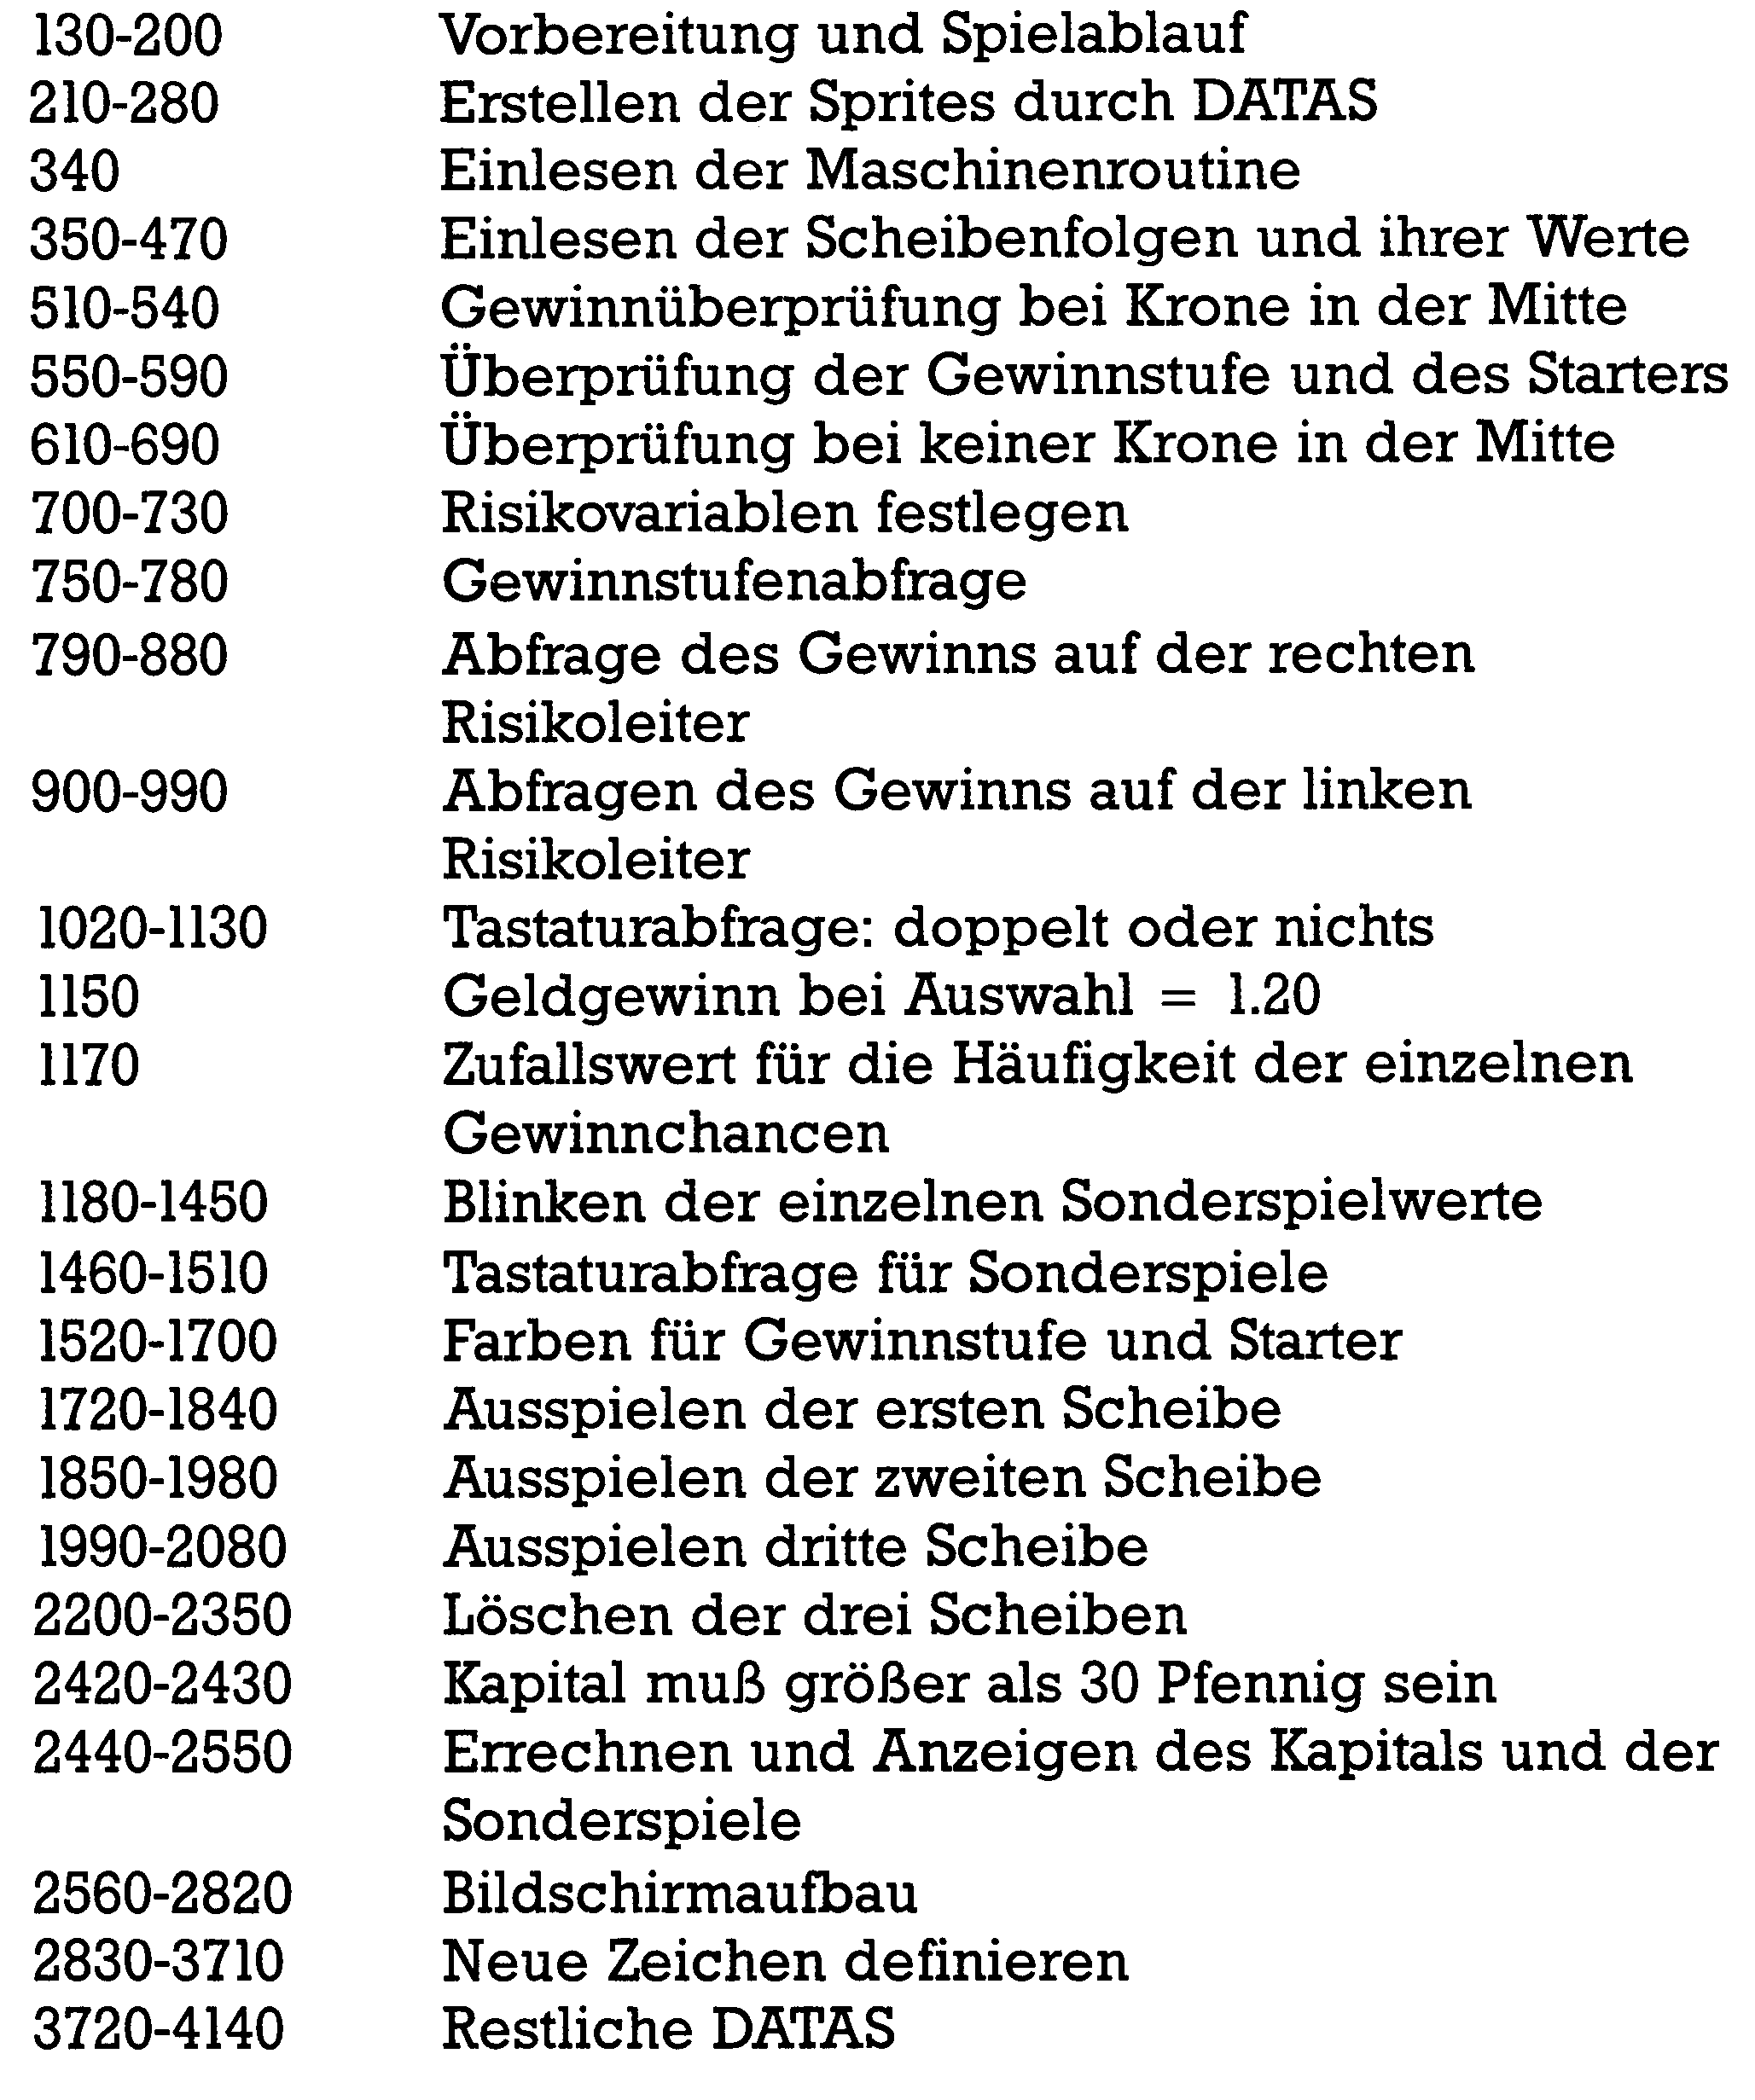 130-200 Vorbereitung und Spielablauf
210-280 Erstellen der Sprites durch DATAS
340 Einlesen der Maschinenroutine
350-470 Einlesen der Scheibenfolgen und ihrer Werte
510-540 Gewinnüberprüfung bei Krone in der Mitte
550-590 Überprüfung der Gewinnstufe und des Starters
610-690 Überprüfung bei keiner Krone in der Mitte
700-730 Risikovariablen festlegen
750-780 Gewinnstufenabfrage
790-880 Abfrage des Gewinns auf der rechten
Risikoleiter
900-990 Abfragen des Gewinns auf der linken
Risikoleiter
1020-1130 Tastaturabfrage: doppelt oder nichts
1150 Geldgewinn bei Auswahl = 1.20
1170 Zufallswert für die Häufigkeit der einzelnen
Gewinnchancen
1180-1450 Blinken der einzelnen Sonderspielwerte
1460-1510 Tastaturabfrage für Sonderspiele
1520-1700 Farben für Gewinnstufe und Starter
1720-1840 Ausspielen der ersten Scheibe
1850-1980 Ausspielen der zweiten Scheibe
1990-2080 Ausspielen dritte Scheibe
2200-2350 Löschen der drei Scheiben
2420-2430 Kapital muß größer als 30 Pfennig sein
2440-2550 Errechnen und Anzeigen des Kapitals und der
Sonderspiele
2560-2820 Bildschirmaufbau
2830-3710 Neue Zeichen definieren
3720-4140 Restliche DATAS